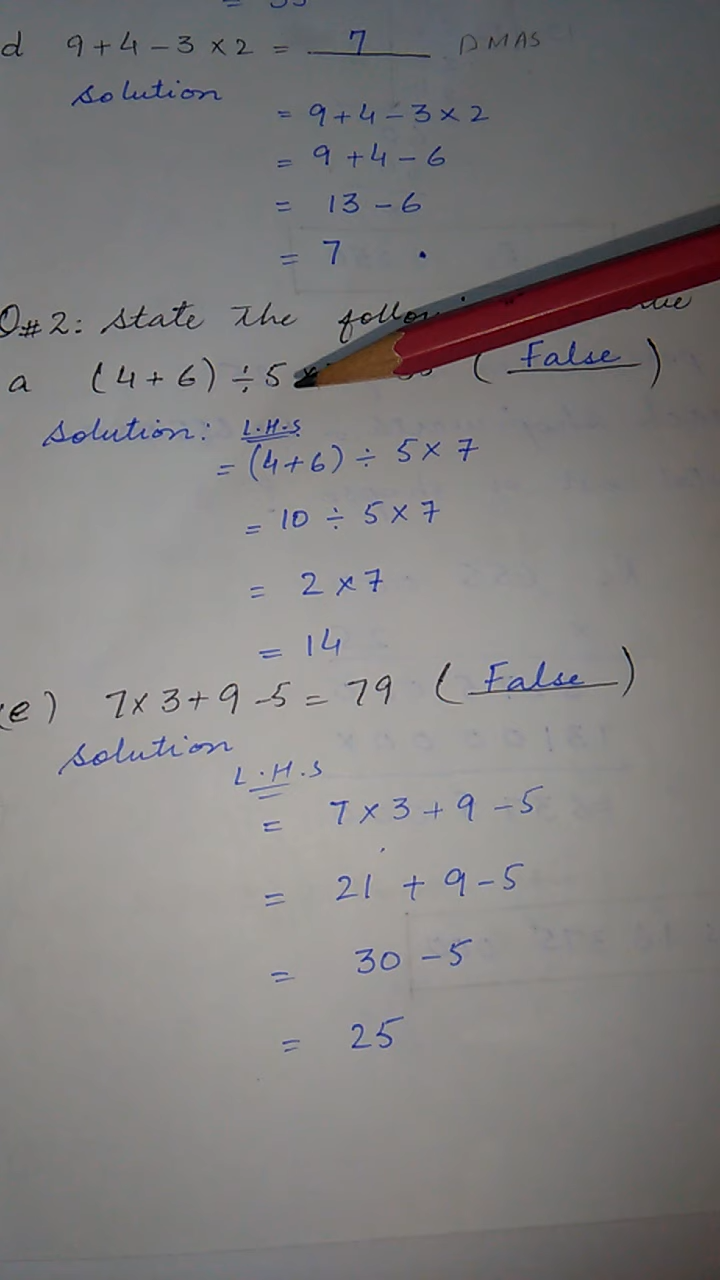 d 9+4-3×2 = 7 DMAS
Solution
= 9+4-3×2
= 9+4-6
= 13-6
= 7
Q#2: State the
a (4+6)÷5 ( False )
Solution: L.H.S
= (4+6) ÷ 5×7
= 10 ÷ 5×7
= 2×7
= 14
(e) 7×3+9-5=79 ( False )
Solution
L.H.S
= 7×3+9-5
= 21+9-5
= 30-5
= 25